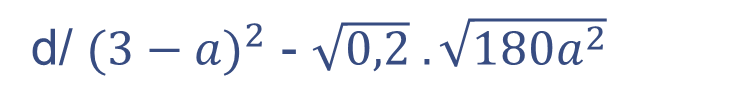 d/ (3 − a)² - √0,2 . √180a²